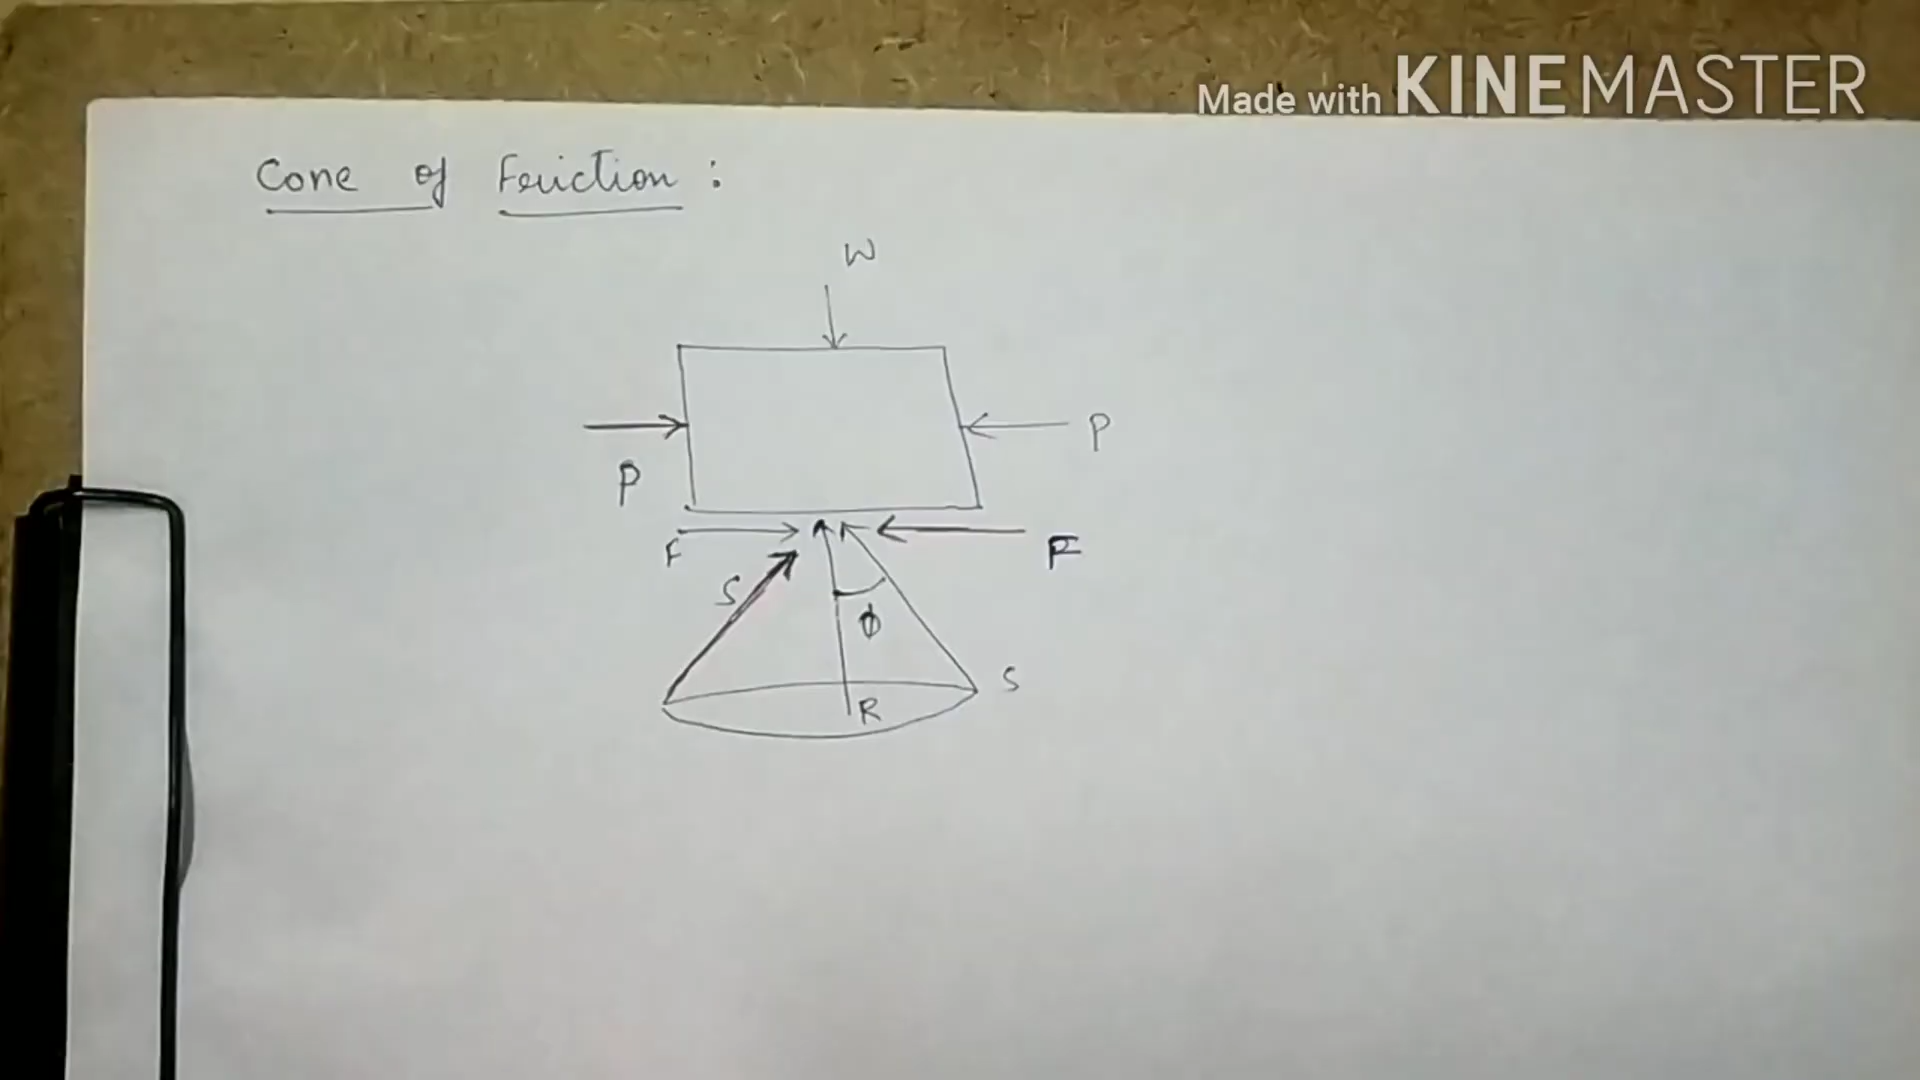 Made with KINEMASTER
Cone of Friction :
W
P
P
F
F
S
φ
S
R